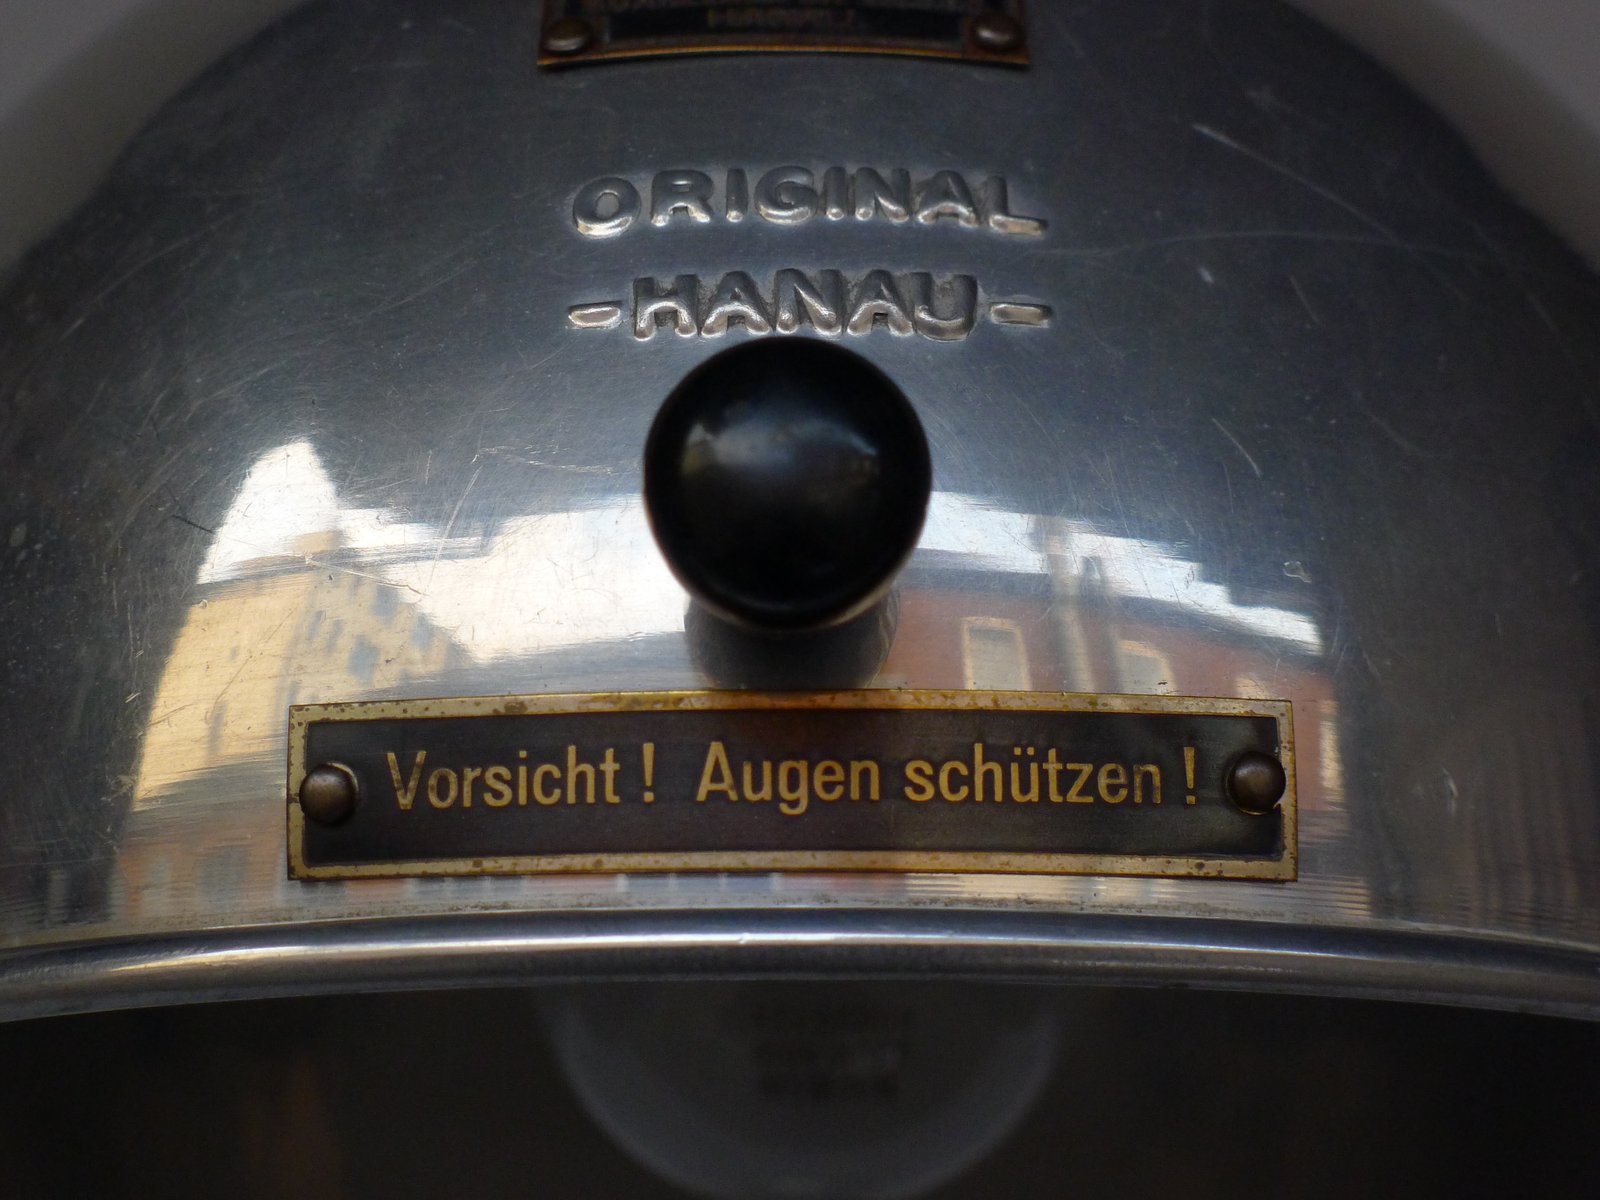 ORIGINAL
-HANAU-
Vorsicht! Augen schützen!